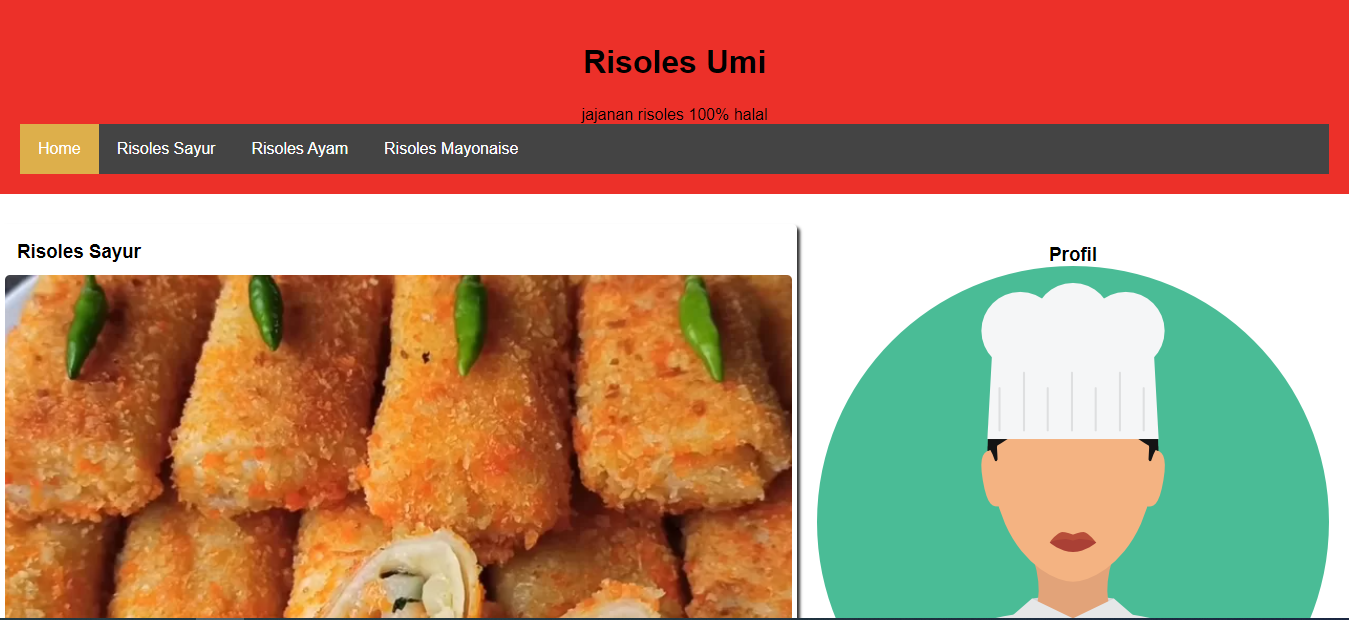 Risoles Umi
jajanan risoles 100% halal
Home Risoles Sayur Risoles Ayam Risoles Mayonaise
Risoles Sayur
Profil